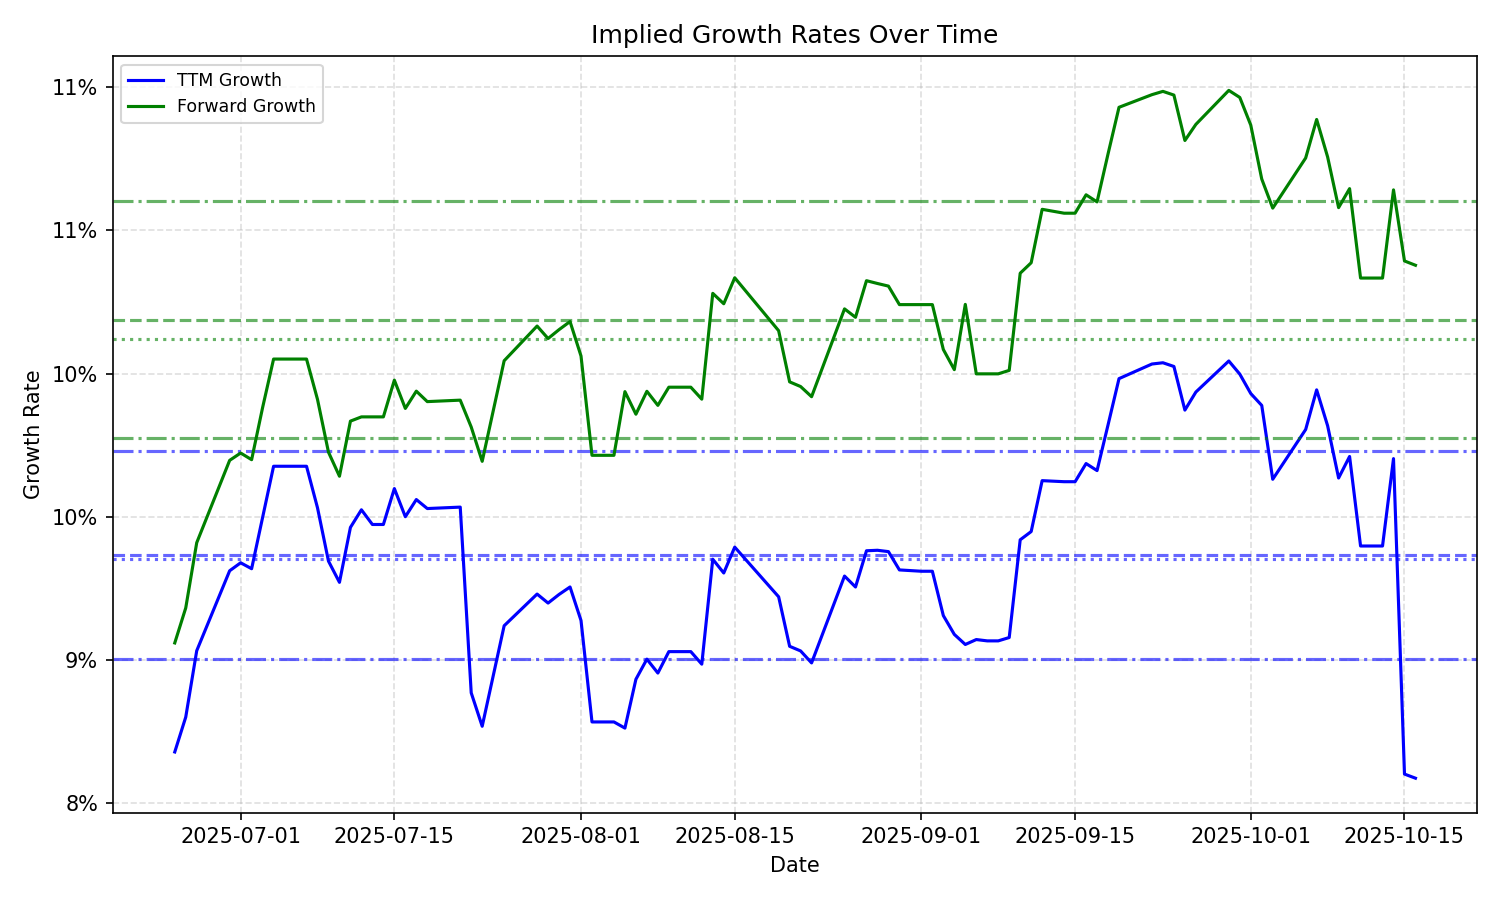 Implied Growth Rates Over Time
TTM Growth
Forward Growth
11%
11%
10%
10%
9%
8%
Growth Rate
2025-07-01
2025-07-15
2025-08-01
2025-08-15
2025-09-01
2025-09-15
2025-10-01
2025-10-15
Date